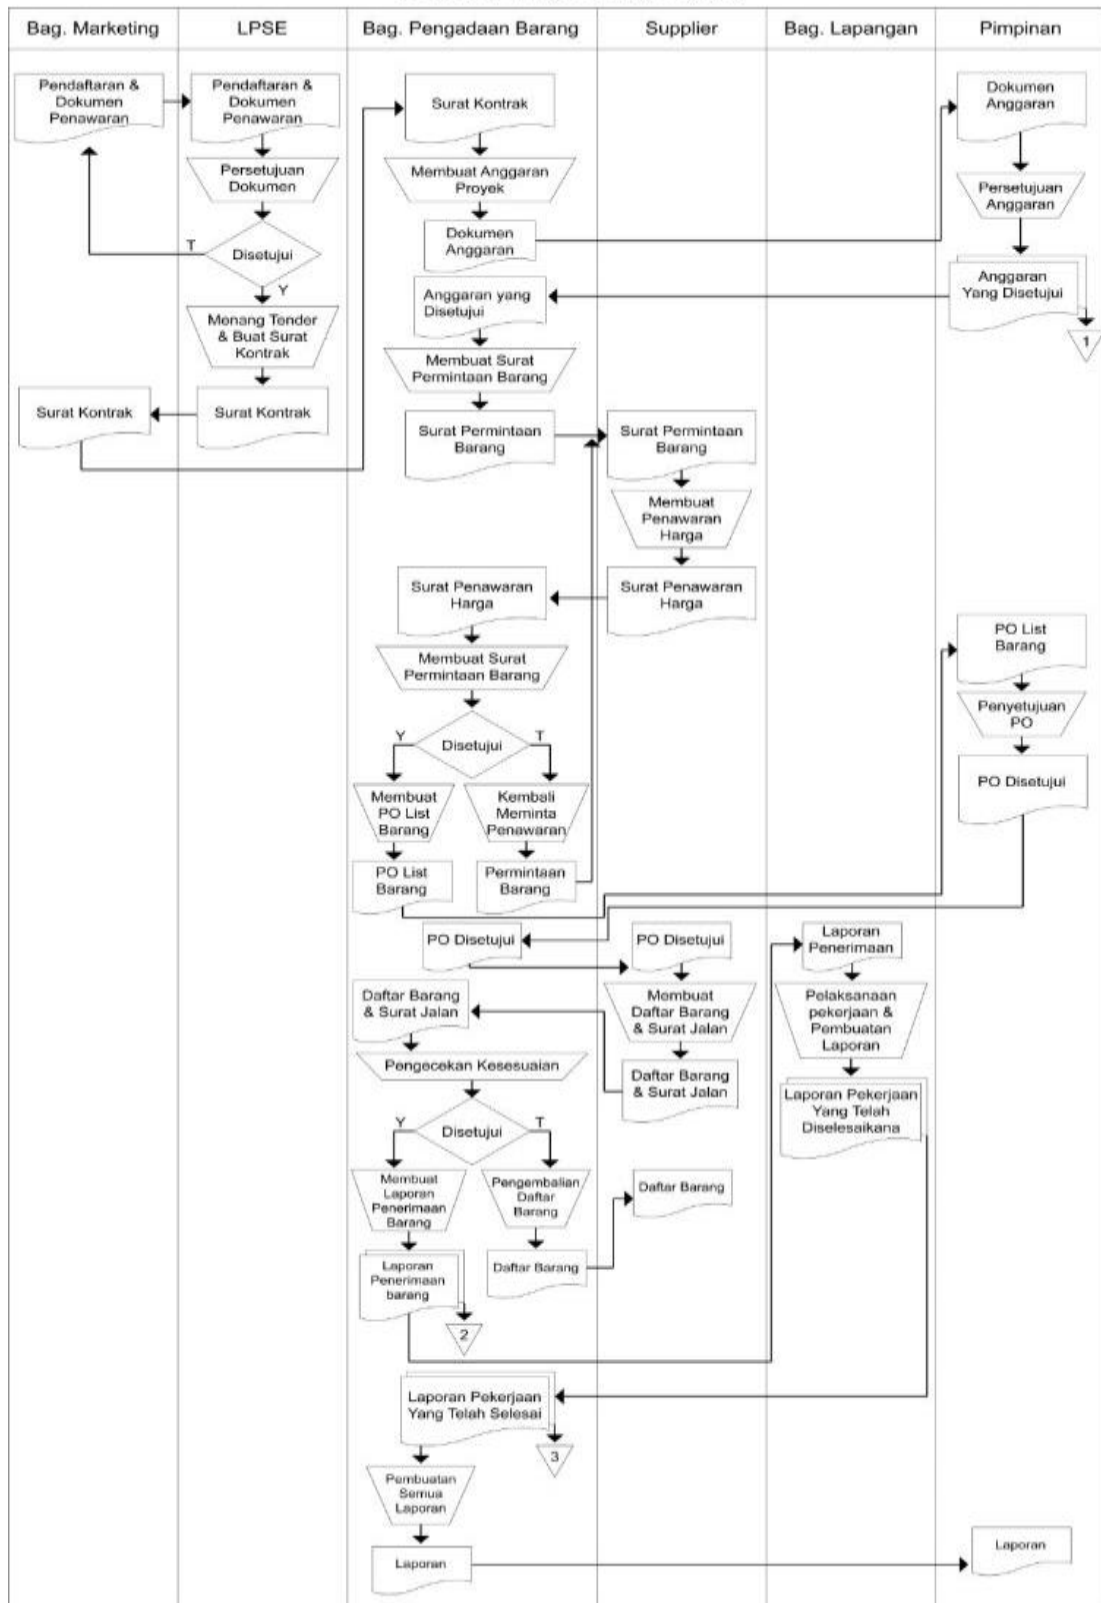 Bag. Marketing
LPSE
Bag. Pengadaan Barang
Supplier
Bag. Lapangan
Pimpinan
Pendaftaran &
Dokumen
Penawaran
Pendaftaran &
Dokumen
Penawaran
Surat Kontrak
Dokumen
Anggaran
Persetujuan
Dokumen
Membuat Anggaran
Proyek
Persetujuan
Anggaran
T
Disetujui
Y
Dokumen
Anggaran
Anggaran yang
Disetujui
Anggaran
Yang Disetujui
1
Menang Tender
& Buat Surat
Kontrak
Membuat Surat
Permintaan Barang
Surat Kontrak
Surat Kontrak
Surat Permintaan
Barang
Surat Permintaan
Barang
Membuat
Penawaran
Harga
Surat Penawaran
Harga
Surat Penawaran
Harga
Membuat Surat
Permintaan Barang
PO List
Barang
Penyetujuan
PO
Y
Disetujui
T
PO Disetujui
Membuat
PO List
Barang
Kembali
Meminta
Penawaran
PO List
Barang
Permintaan
Barang
PO Disetujui
PO Disetujui
Laporan
Penerimaan
Daftar Barang
& Surat Jalan
Membuat
Daftar Barang
& Surat Jalan
Pelaksanaan
pekerjaan &
Pembuatan
Laporan
Pengecekan Kesesuaian
Daftar Barang
& Surat Jalan
Laporan Pekerjaan
Yang Telah
Diselesaikana
Y
Disetujui
T
Membuat
Laporan
Penerimaan
Barang
Pengembalian
Daftar
Barang
Daftar Barang
Laporan
Penerimaan
barang
Daftar Barang
2
Laporan Pekerjaan
Yang Telah Selesai
3
Pembuatan
Semua
Laporan
Laporan
Laporan